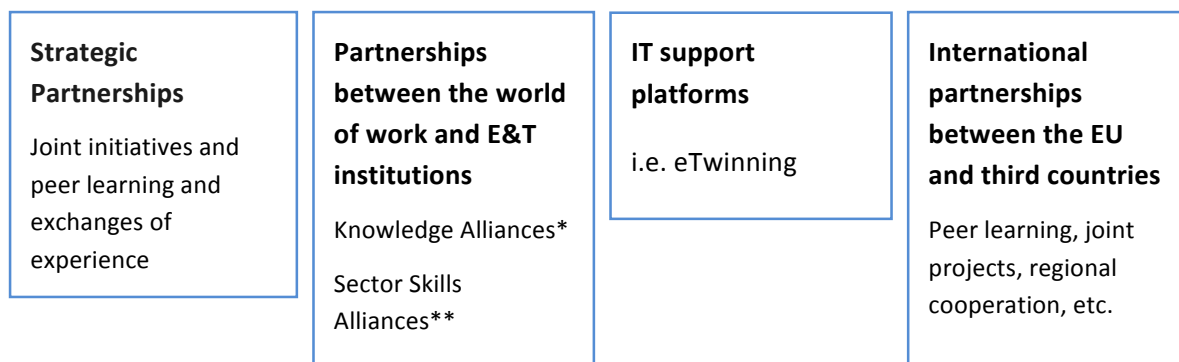 Strategic
Partnerships
Joint initiatives and
peer learning and
exchanges of
experience
Partnerships
between the world
of work and E&T
institutions
Knowledge Alliances*
Sector Skills
Alliances**
IT support
platforms
i.e. eTwinning
International
partnerships
between the EU
and third countries
Peer learning, joint
projects, regional
cooperation, etc.